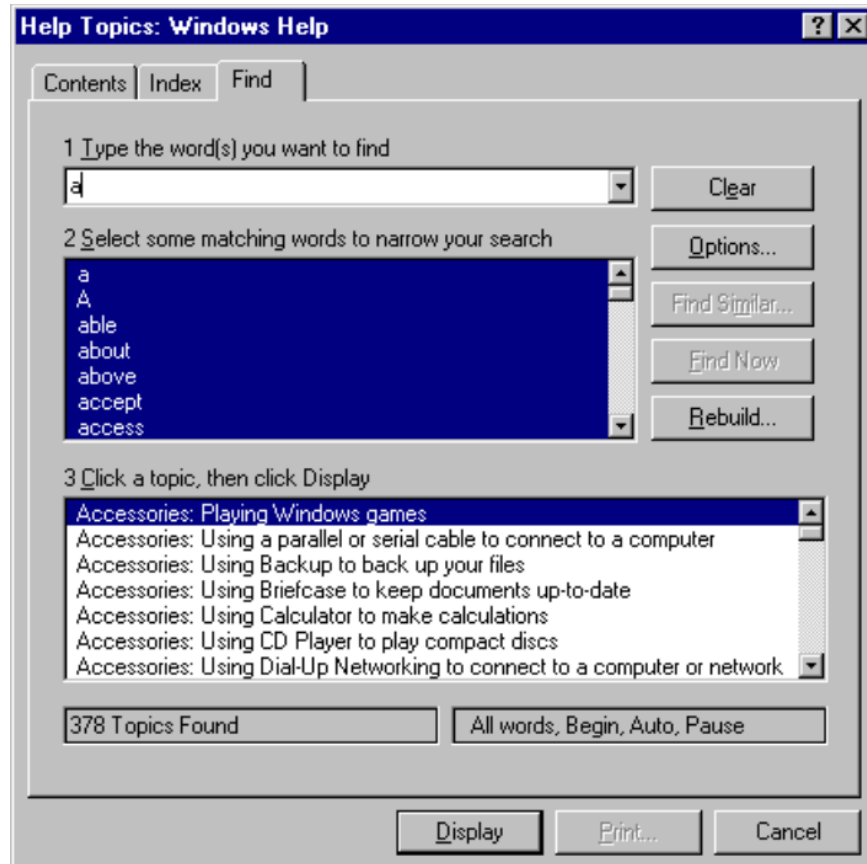 Help Topics: Windows Help
Contents Index Find
1 Type the word(s) you want to find
a
Clear
2 Select some matching words to narrow your search
Options...
a
A
able
about
above
accept
access
Find Similar...
Find Now
Rebuild...
3 Click a topic, then click Display
Accessories: Playing Windows games
Accessories: Using a parallel or serial cable to connect to a computer
Accessories: Using Backup to back up your files
Accessories: Using Briefcase to keep documents up-to-date
Accessories: Using Calculator to make calculations
Accessories: Using CD Player to play compact discs
Accessories: Using Dial-Up Networking to connect to a computer or network
378 Topics Found
All words, Begin, Auto, Pause
Display Print... Cancel